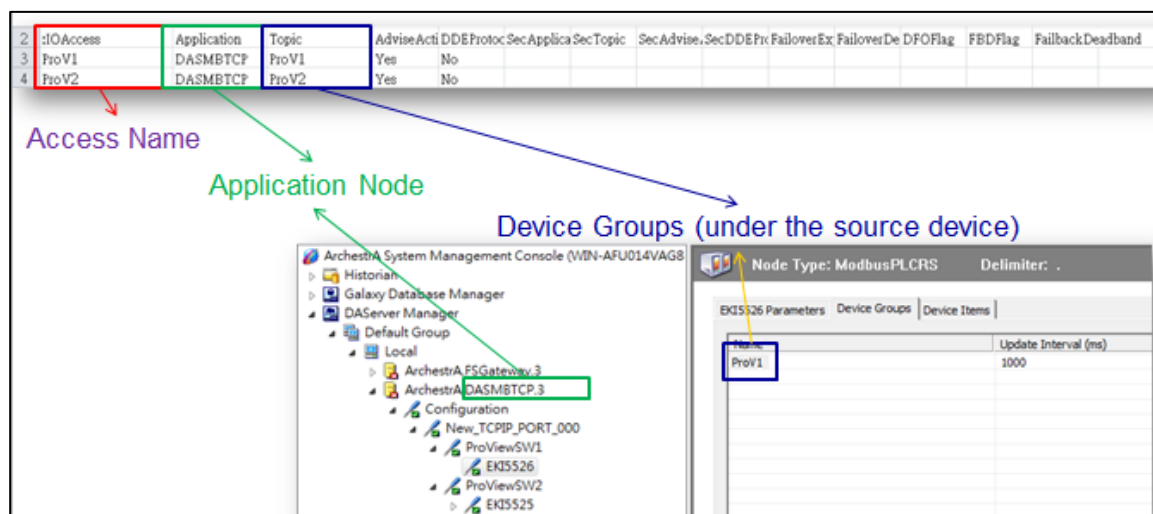 2 :IOAccess Application Topic AdviseActi DDEProtoc SecApplica SecTopic SecAdvise. SecDDEPr FailoverEx FailoverDe DFOFlag FBDFlag FailbackDeadband
3 ProV1 DASMBTCP ProV1 Yes No
4 ProV2 DASMBTCP ProV2 Yes No
Access Name
Application Node
Device Groups (under the source device)
ArchestrA System Management Console (WIN-AFU014VAG8
Historian
Galaxy Database Manager
DAServer Manager
Default Group
Local
ArchestrA.FSGateway.3
ArchestrA.DASMBTCP.3
Configuration
New_TCPIP_PORT_000
ProViewSW1
EKI5526
ProViewSW2
EKI5525
Node Type: ModbusPLCRS Delimiter: .
EKI5526 Parameters Device Groups Device Items
Name Update Interval (ms)
ProV1 1000